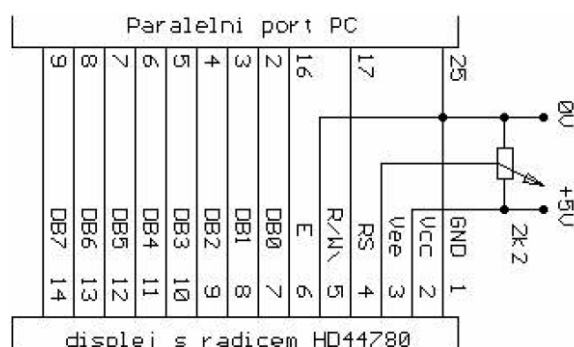 Paralelni port PC
9 8 7 6 5 4 3 2 16 17 25
0V
+5V
2k2
DB7 DB6 DB5 DB4 DB3 DB2 DB1 DB0 E R/W\ RS Vee Vcc GND
14 13 12 11 10 9 8 7 6 5 4 3 2 1
displej s radicem HD44780